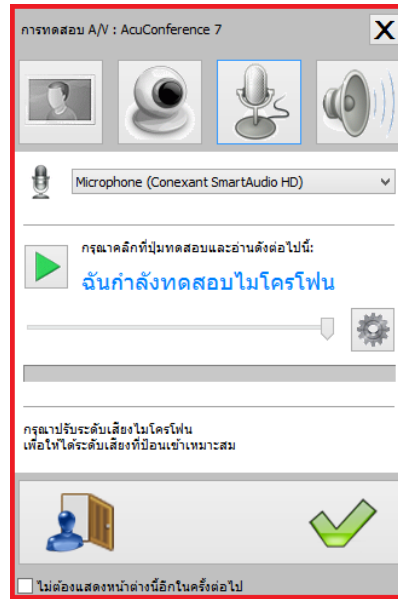 การทดสอบ A/V : AcuConference 7
Microphone (Conexant SmartAudio HD)
กรุณาคลิกที่ปุ่มทดสอบและอ่านดังต่อไปนี้:
ฉันกำลังทดสอบไมโครโฟน
กรุณาปรับระดับเสียงไมโครโฟน
เพื่อให้ได้ระดับเสียงที่ป้อนเข้าเหมาะสม
ไม่ต้องแสดงหน้าต่างนี้อีกในครั้งต่อไป